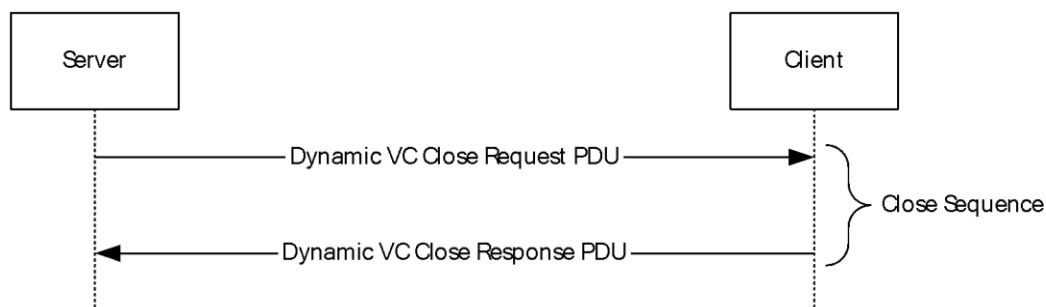 Server
Client
Dynamic VC Close Request PDU
Close Sequence
Dynamic VC Close Response PDU